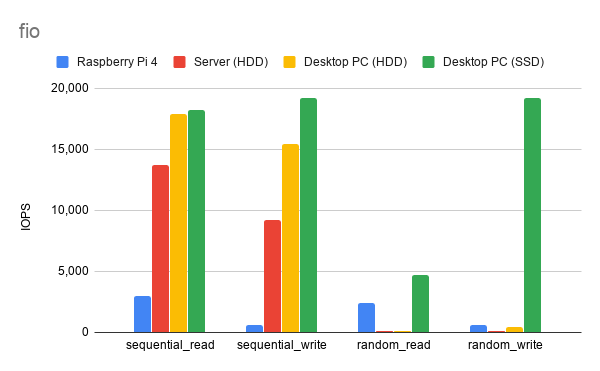 fio
Raspberry Pi 4 Server (HDD) Desktop PC (HDD) Desktop PC (SSD)
20,000
15,000
10,000
5,000
0
IOPS
sequential_read sequential_write random_read random_write